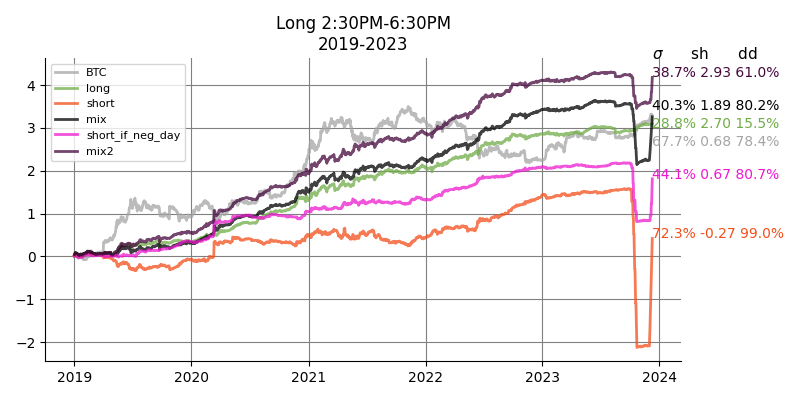 Long 2:30PM-6:30PM
2019-2023
σ sh dd
BTC
long
short
mix
short_if_neg_day
mix2
38.7% 2.93 61.0%
40.3% 1.89 80.2%
28.8% 2.70 15.5%
67.7% 0.68 78.4%
44.1% 0.67 80.7%
72.3% -0.27 99.0%
4
3
2
1
0
−1
−2
2019 2020 2021 2022 2023 2024